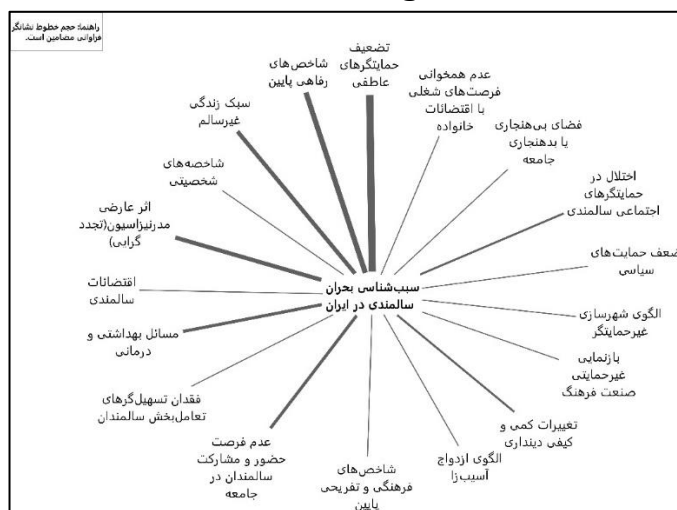 راهنما: حجم خطوط نشانگر
فراوانی مضامین است.
تضعیف
حمایتگرهای
عاطفی
عدم همخوانی
فرصت‌های شغلی
با اقتضائات
خانواده
فضای بی‌هنجاری
یا بدهنجاری
جامعه
اختلال در
حمایتگرهای
اجتماعی سالمندی
ضعف حمایت‌های
سیاسی
الگوی شهرسازی
غیرحمایتگر
بازنمایی
غیرحمایتی
صنعت فرهنگ
تغییرات کمی و
کیفی دینداری
الگوی ازدواج
آسیب‌زا
شاخص‌های
فرهنگی و تفریحی
پایین
عدم فرصت
حضور و مشارکت
سالمندان در
جامعه
فقدان تسهیل‌گرهای
تعامل‌بخش سالمندان
مسائل بهداشتی و
درمانی
اقتضائات
سالمندی
اثر عارضی
مدرنیزاسیون(تجدد
گرایی)
شاخصه‌های
شخصیتی
سبک زندگی
غیرسالم
شاخص‌های
رفاهی پایین
سبب‌شناسی بحران
سالمندی در ایران